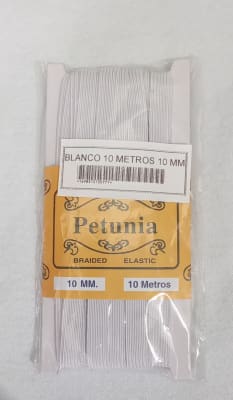 BLANCO 10 METROS 10 MM
Petunia
BRAIDED ELASTIC
10 MM. 10 Metros